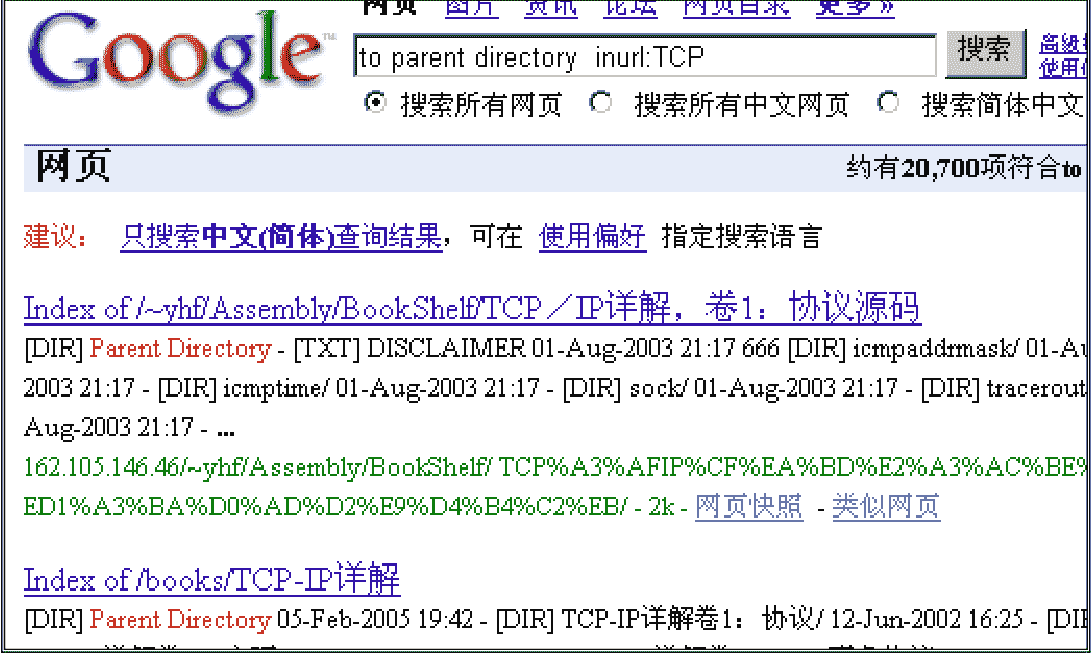 网页 图片 资讯 论坛 网页目录 更多 »
Google™
to parent directory inurl:TCP
搜索
高级
使用
搜索所有网页 搜索所有中文网页 搜索简体中文
网页
约有20,700项符合to
建议： 只搜索中文(简体)查询结果，可在 使用偏好 指定搜索语言
Index of /~yhf/Assembly/BookShelf/TCP／IP详解，卷1：协议源码
[DIR] Parent Directory - [TXT] DISCLAIMER 01-Aug-2003 21:17 666 [DIR] icmpaddrmask/ 01-Au
2003 21:17 - [DIR] icmptime/ 01-Aug-2003 21:17 - [DIR] sock/ 01-Aug-2003 21:17 - [DIR] tracerout
Aug-2003 21:17 - ...
162.105.146.46/~yhf/Assembly/BookShelf/ TCP%A3%AFIP%CF%EA%BD%E2%A3%AC%BE%
ED1%A3%BA%D0%AD%D2%E9%D4%B4%C2%EB/ - 2k - 网页快照 - 类似网页
Index of /books/TCP-IP详解
[DIR] Parent Directory 05-Feb-2005 19:42 - [DIR] TCP-IP详解卷1：协议/ 12-Jun-2002 16:25 - [DI